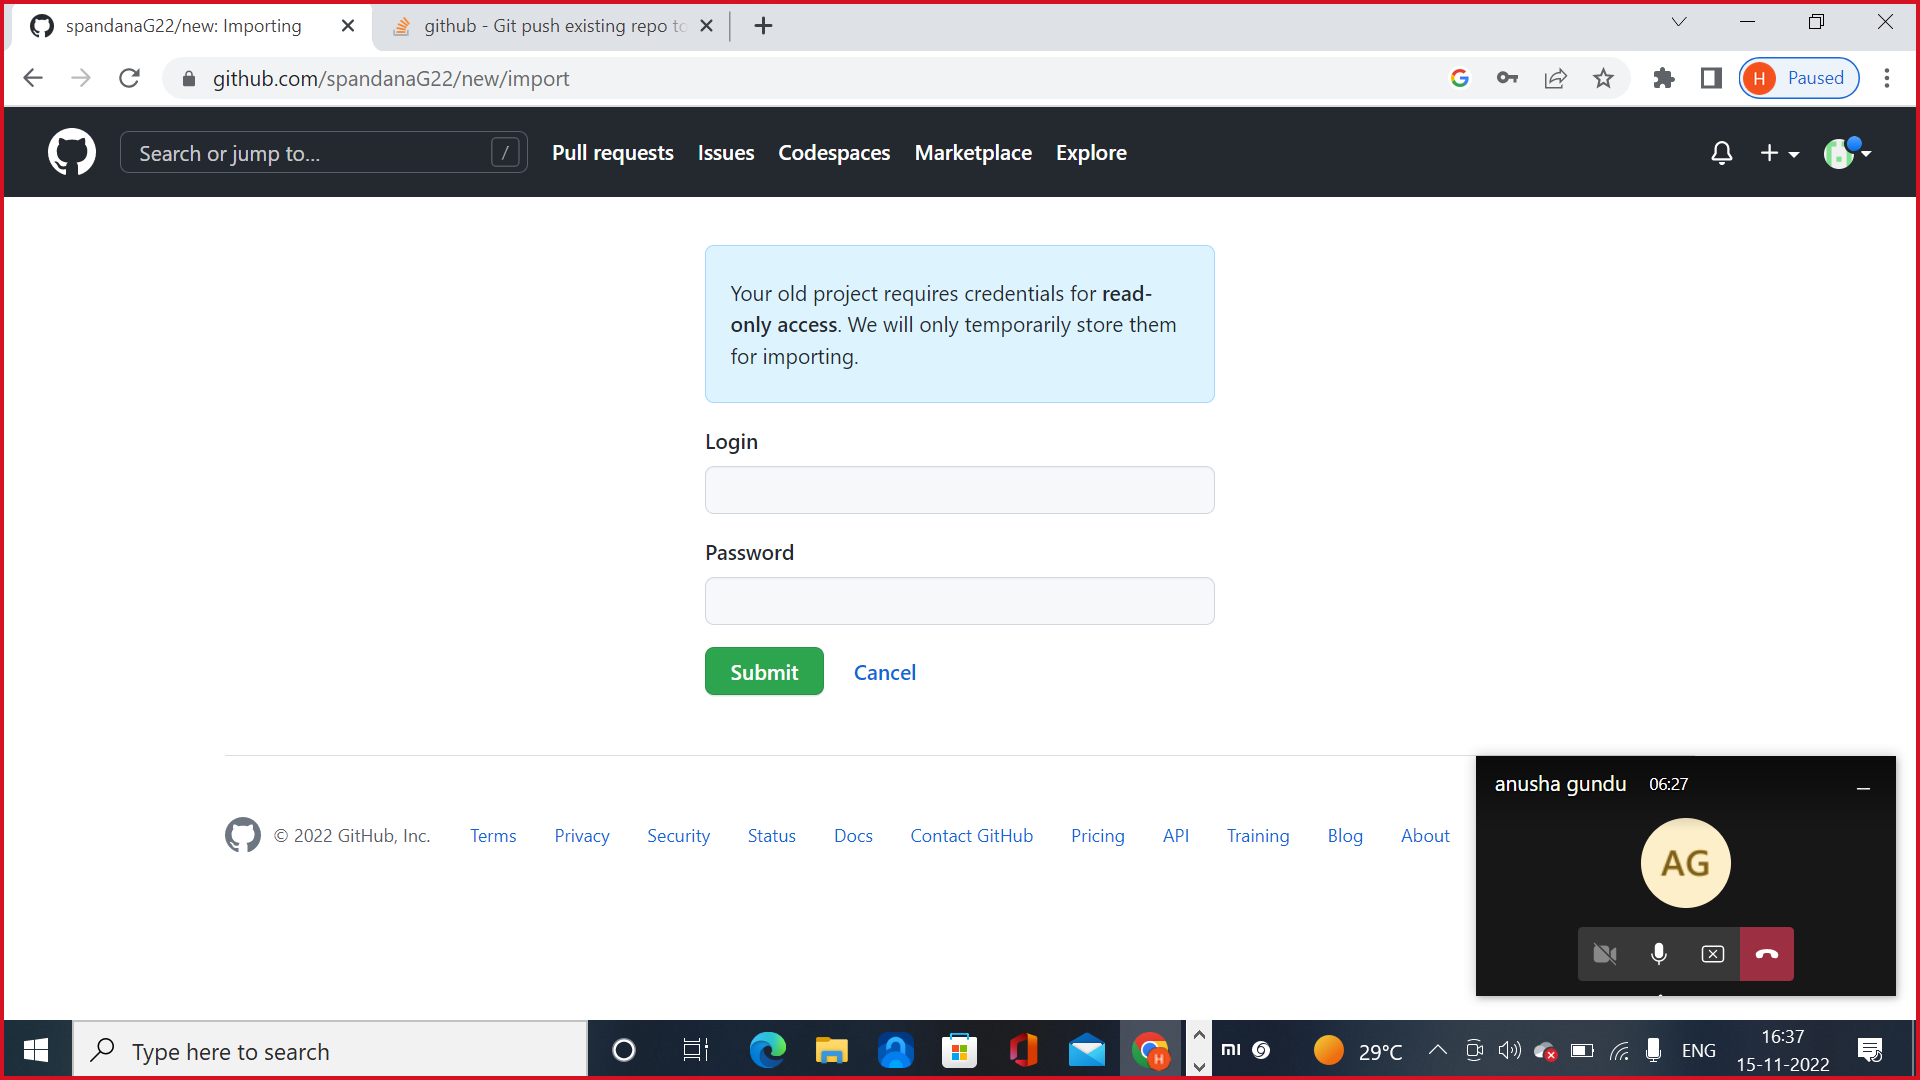 spandanaG22/new: Importing
github - Git push existing repo to
github.com/spandanaG22/new/import
H
Paused
Search or jump to...
/
Pull requests
Issues
Codespaces
Marketplace
Explore
Your old project requires credentials for read-
only access. We will only temporarily store them
for importing.
Login
Password
Submit
Cancel
© 2022 GitHub, Inc.
Terms
Privacy
Security
Status
Docs
Contact GitHub
Pricing
API
Training
Blog
About
anusha gundu
06:27
AG
Type here to search
H
mi
29°C
ENG
16:37
15-11-2022